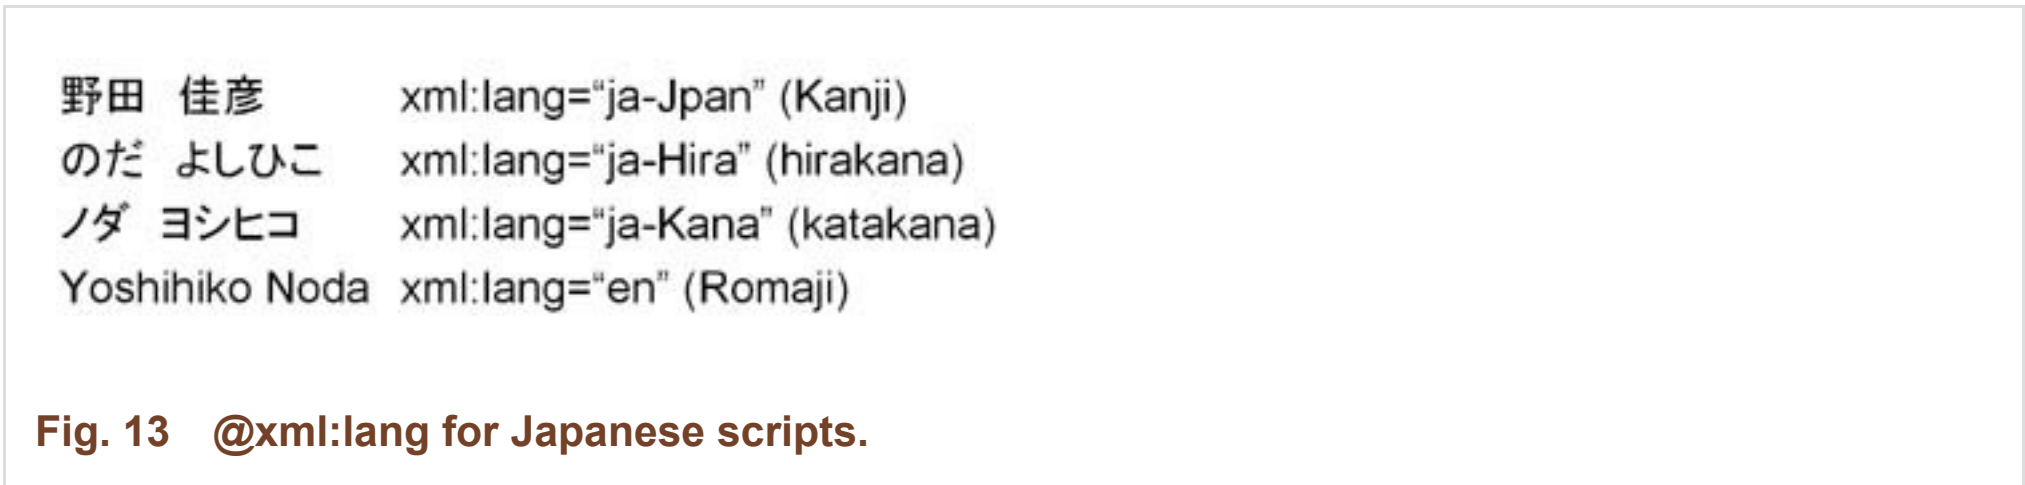 野田　佳彦 xml:lang=“ja-Jpan” (Kanji)
のだ　よしひこ xml:lang=“ja-Hira” (hirakana)
ノダ　ヨシヒコ xml:lang=“ja-Kana” (katakana)
Yoshihiko Noda xml:lang=“en” (Romaji)
Fig. 13 @xml:lang for Japanese scripts.